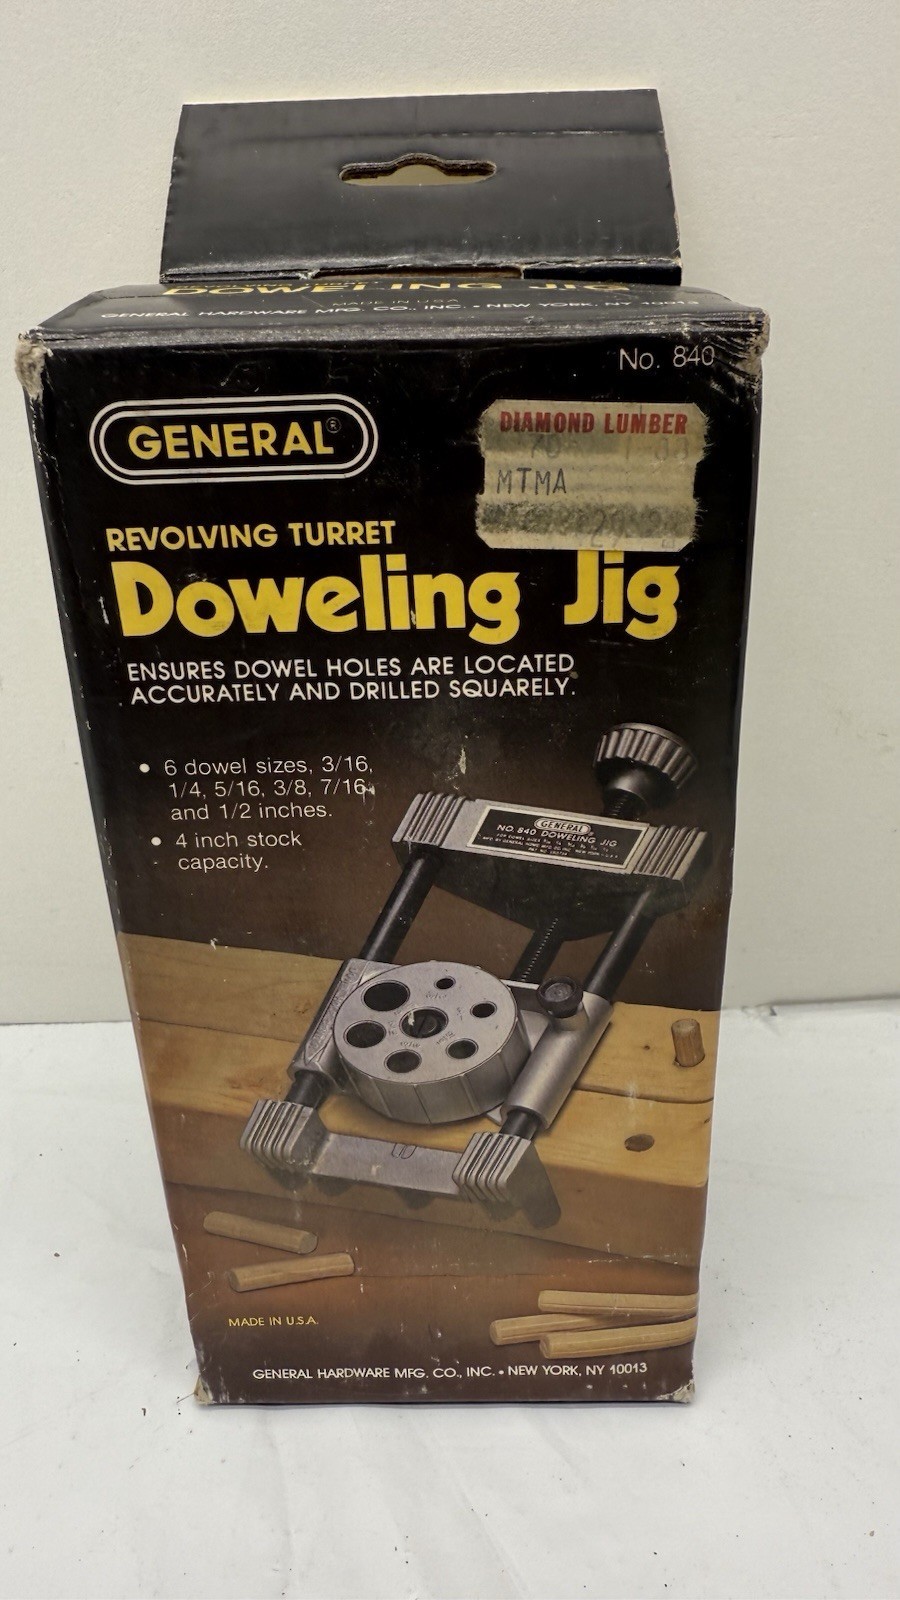 DOWELING JIG
MADE IN U.S.A.
GENERAL HARDWARE MFG. CO., INC. • NEW YORK, NY 10013
No. 840
GENERAL®
DIAMOND LUMBER
MTMA
REVOLVING TURRET
Doweling Jig
ENSURES DOWEL HOLES ARE LOCATED
ACCURATELY AND DRILLED SQUARELY.
• 6 dowel sizes, 3/16,
1/4, 5/16, 3/8, 7/16
and 1/2 inches.
• 4 inch stock
capacity.
GENERAL
NO. 840 DOWELING JIG
MADE IN U.S.A.
GENERAL HARDWARE MFG. CO., INC. • NEW YORK, NY 10013